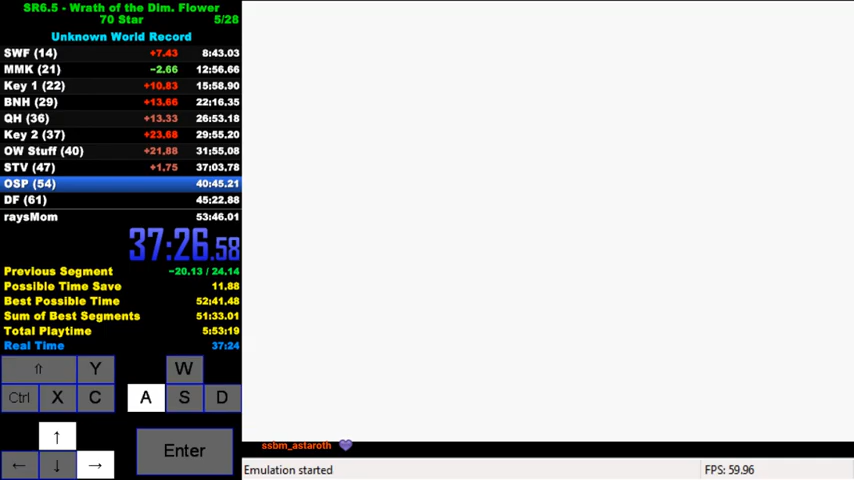 SR6.5 - Wrath of the Dim. Flower
70 Star 5/28
Unknown World Record
SWF (14) +7.43 8:43.03
MMK (21) −2.66 12:56.66
Key 1 (22) +10.83 15:58.90
BNH (29) +13.66 22:16.35
QH (36) +13.33 26:53.18
Key 2 (37) +23.68 29:55.20
OW Stuff (40) +21.88 31:55.08
STV (47) +1.75 37:03.78
OSP (54) 40:45.21
DF (61) 45:22.88
raysMom 53:46.01
37:26.58
Previous Segment −20.13 / 24.14
Possible Time Save 11.88
Best Possible Time 52:41.48
Sum of Best Segments 51:33.01
Total Playtime 5:53:19
Real Time 37:24
⇧ Y W
Ctrl X C A S D
↑
← ↓ → Enter
ssbm_astaroth 💜
Emulation started FPS: 59.96